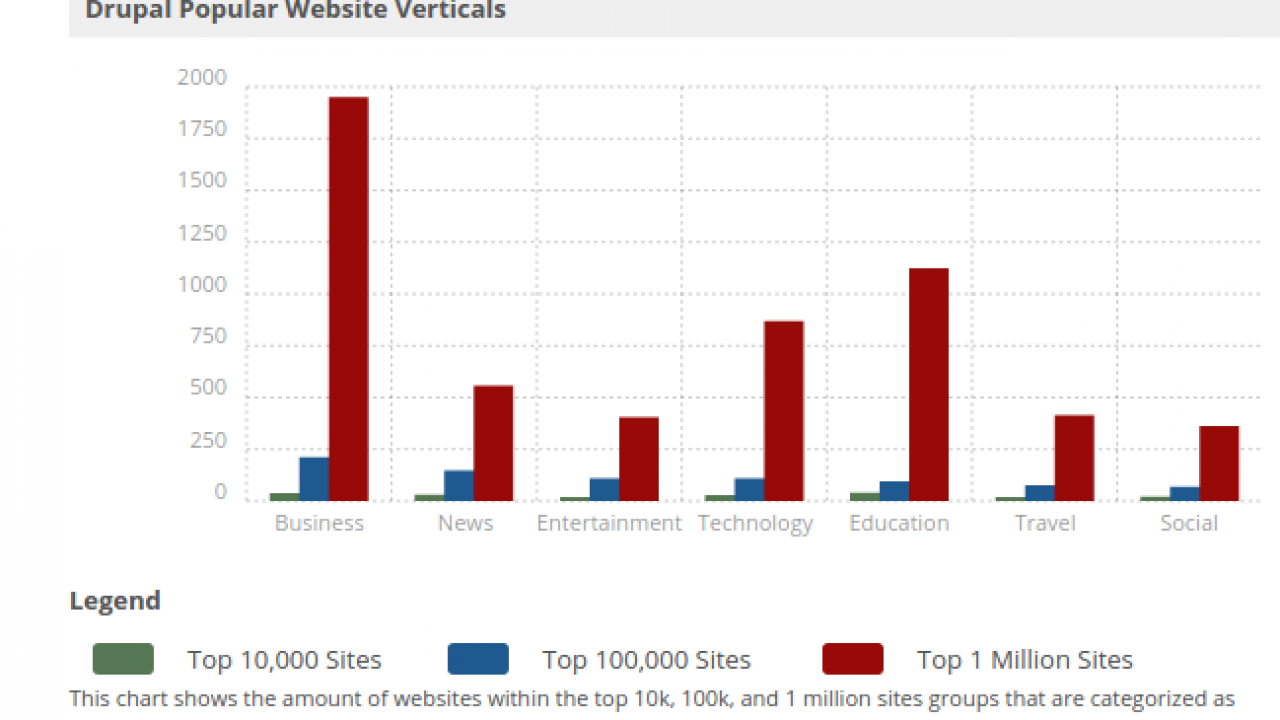 Drupal Popular Website Verticals
2000
1750
1500
1250
1000
750
500
250
0
Business News Entertainment Technology Education Travel Social
Legend
Top 10,000 Sites Top 100,000 Sites Top 1 Million Sites
This chart shows the amount of websites within the top 10k, 100k, and 1 million sites groups that are categorized as